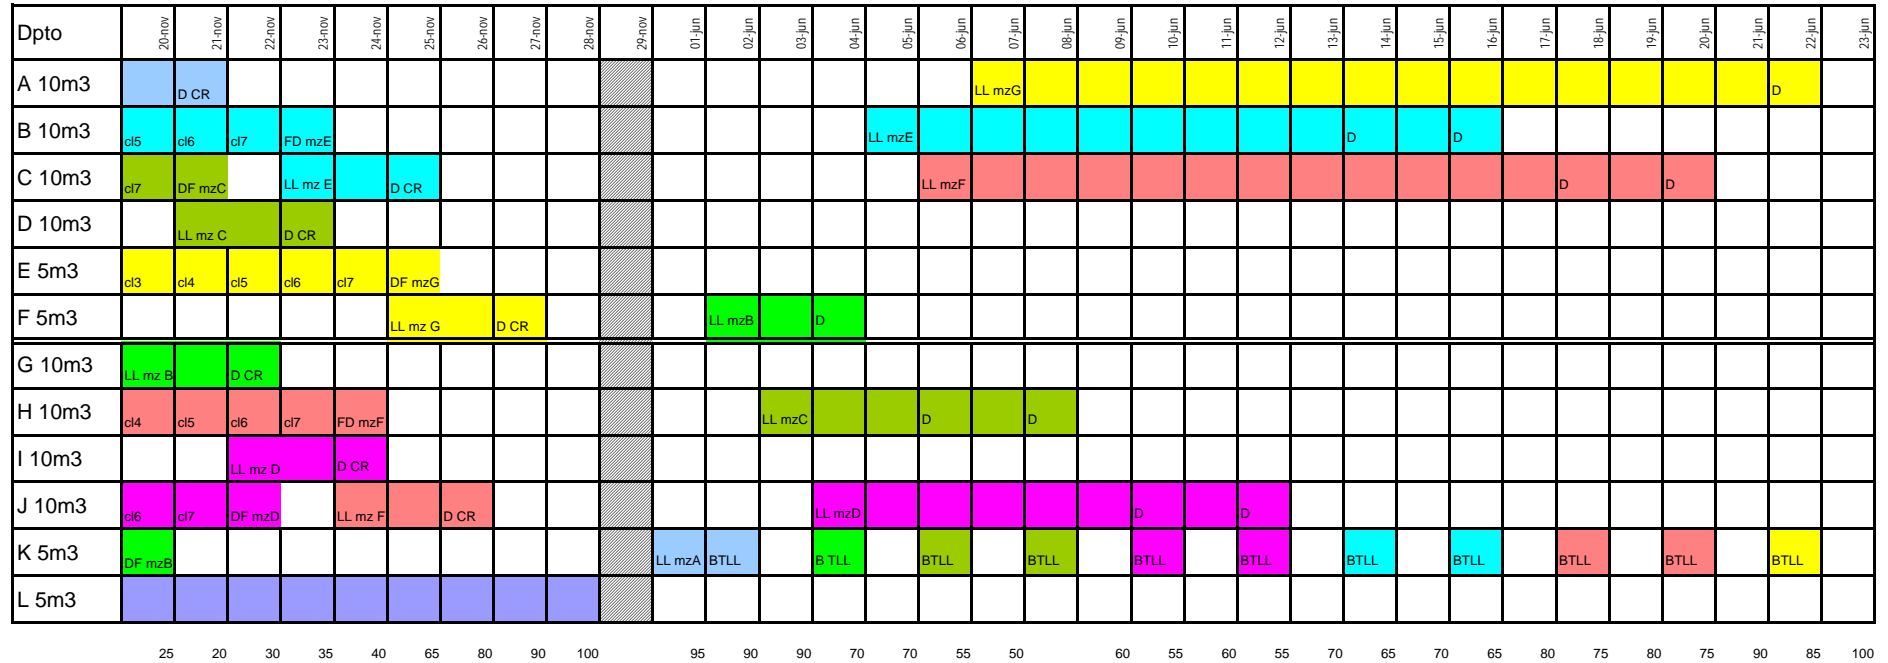 Dpto 20-nov 21-nov 22-nov 23-nov 24-nov 25-nov 26-nov 27-nov 28-nov 29-nov 01-jun 02-jun 03-jun 04-jun 05-jun 06-jun 07-jun 08-jun 09-jun 10-jun 11-jun 12-jun 13-jun 14-jun 15-jun 16-jun 17-jun 18-jun 19-jun 20-jun 21-jun 22-jun 23-jun
A 10m3 D CR LL mzG D
B 10m3 cl5 cl6 cl7 FD mzE LL mzE D D
C 10m3 cl7 DF mzC LL mz E D CR LL mzF D D
D 10m3 LL mz C D CR
E 5m3 cl3 cl4 cl5 cl6 cl7 DF mzG
F 5m3 LL mz G D CR LL mzB D
G 10m3 LL mz B D CR
H 10m3 cl4 cl5 cl6 cl7 FD mzF LL mzC D D
I 10m3 LL mz D D CR
J 10m3 cl6 cl7 DF mzD LL mz F D CR LL mzD D D
K 5m3 DF mzB LL mzA BTLL B TLL BTLL BTLL BTLL BTLL BTLL BTLL BTLL BTLL BTLL
L 5m3
25 20 30 35 40 65 80 90 100 95 90 90 70 70 55 50 60 55 60 55 70 65 70 65 80 75 80 75 90 85 100